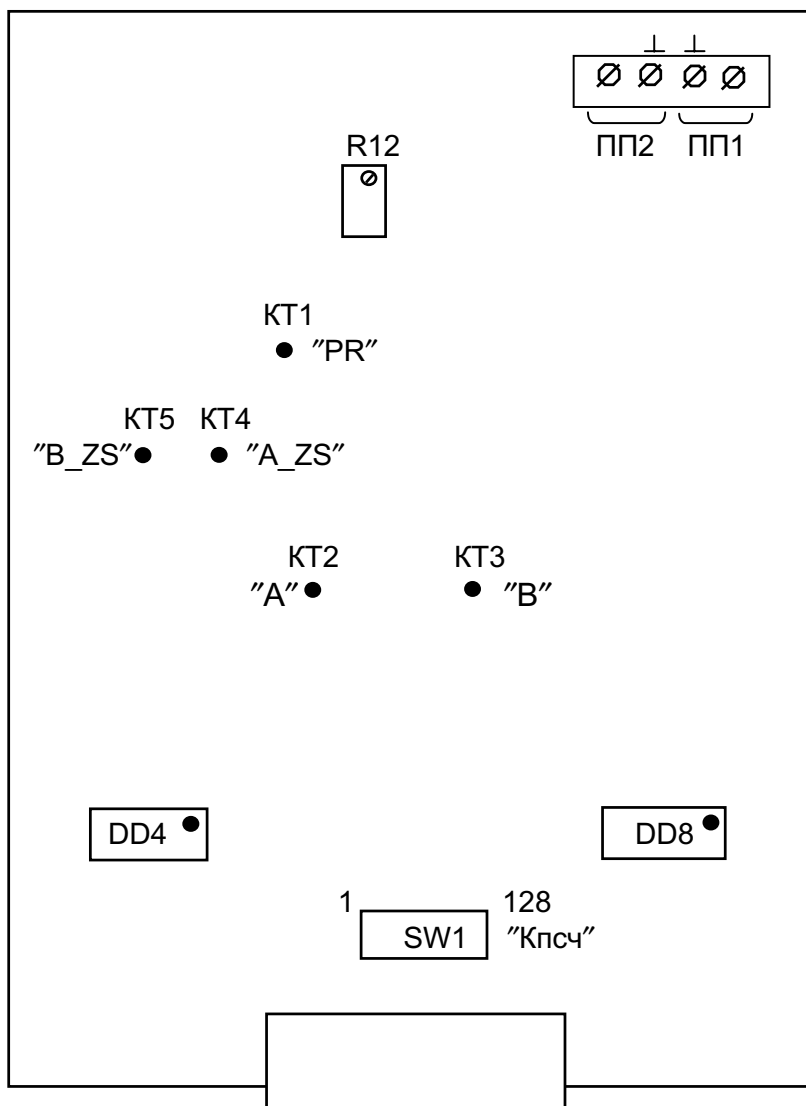 ПП2 ПП1
R12
КТ1
″PR″
КТ5 КТ4
″B_ZS″ ″A_ZS″
КТ2 КТ3
″A″ ″B″
DD4 DD8
1 128
SW1 ″Кпсч″